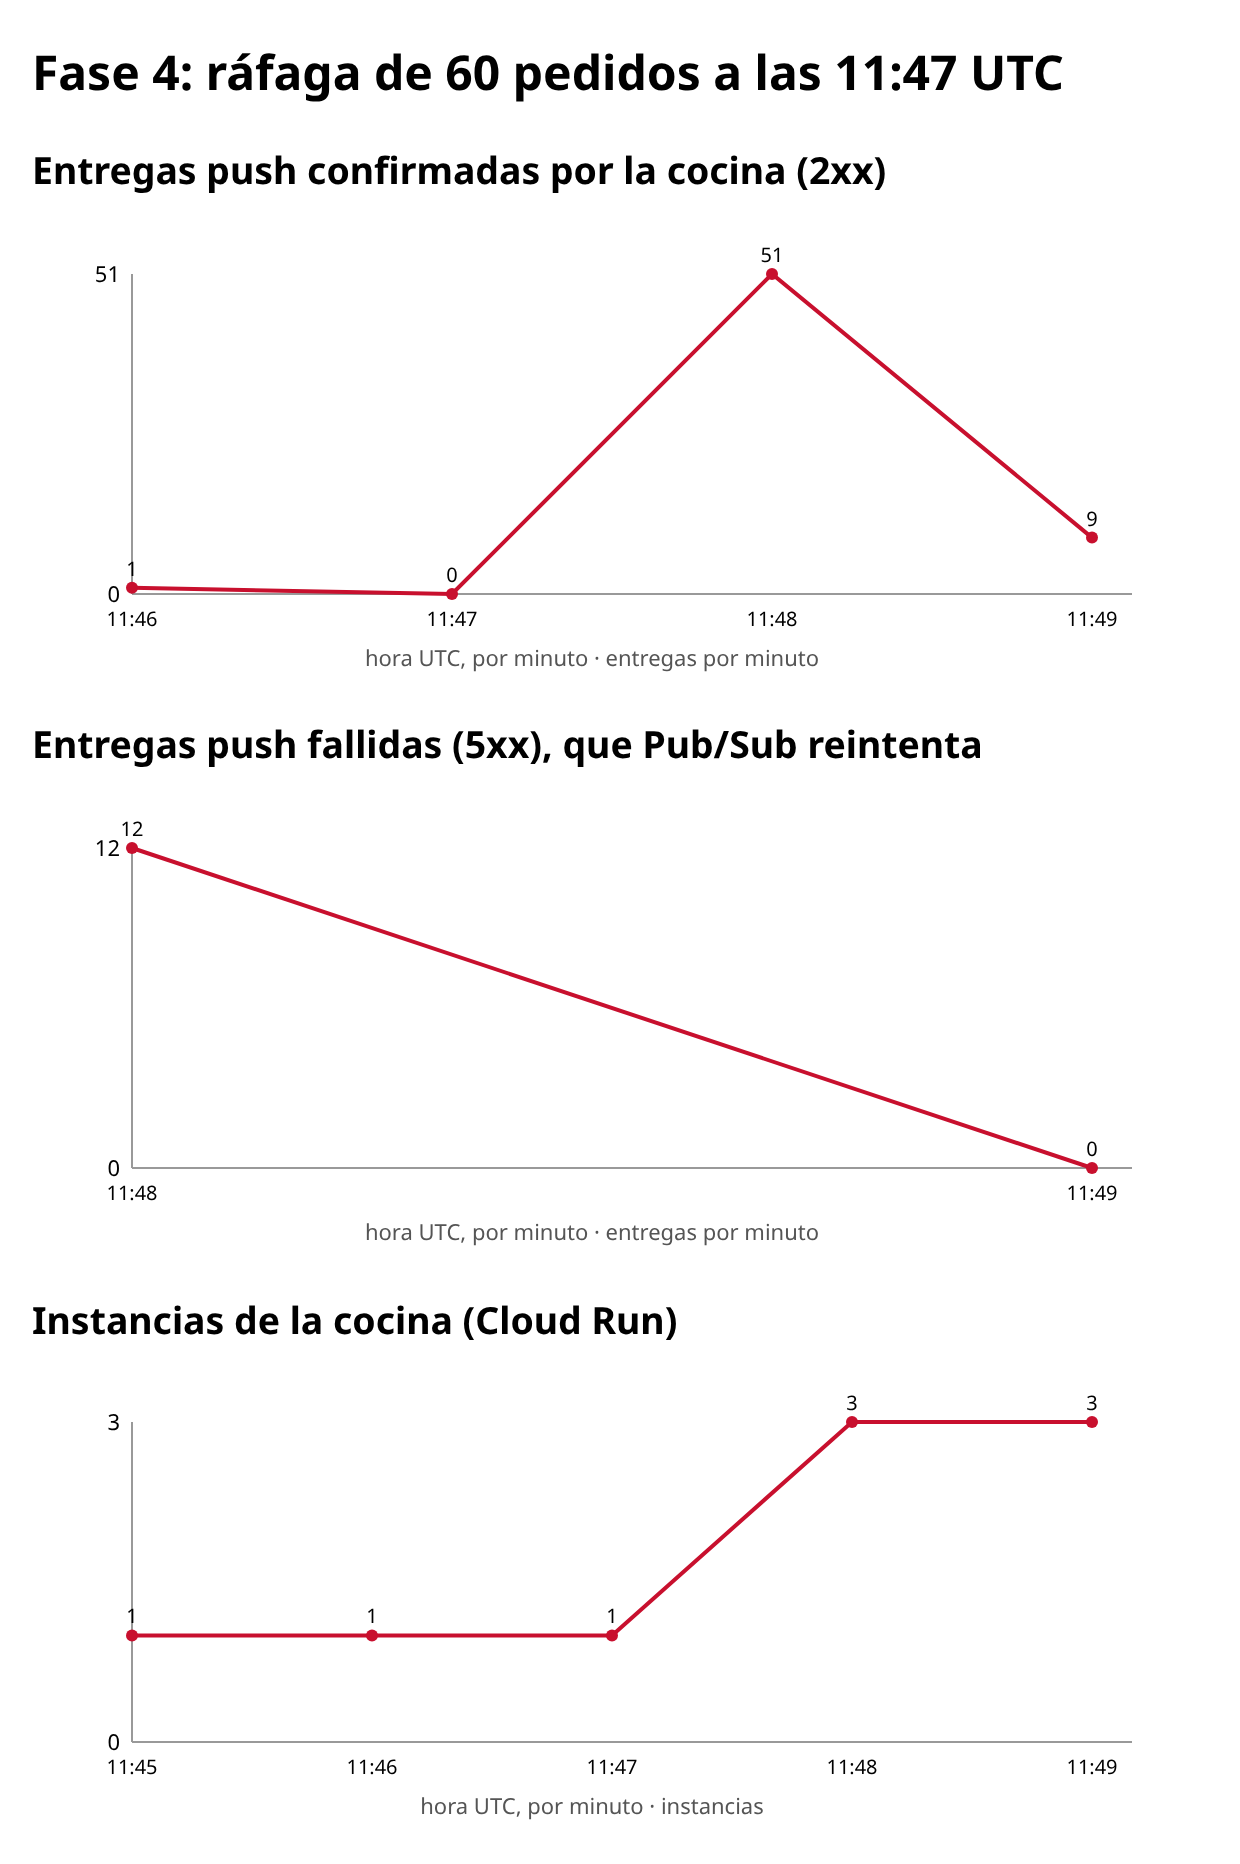 Fase 4: ráfaga de 60 pedidos a las 11:47 UTC
Entregas push confirmadas por la cocina (2xx)
51
51
9
1
0
0
11:46 11:47 11:48 11:49
hora UTC, por minuto · entregas por minuto
Entregas push fallidas (5xx), que Pub/Sub reintenta
12
12
0
0
11:48 11:49
hora UTC, por minuto · entregas por minuto
Instancias de la cocina (Cloud Run)
3 3
3
1 1 1
0
11:45 11:46 11:47 11:48 11:49
hora UTC, por minuto · instancias